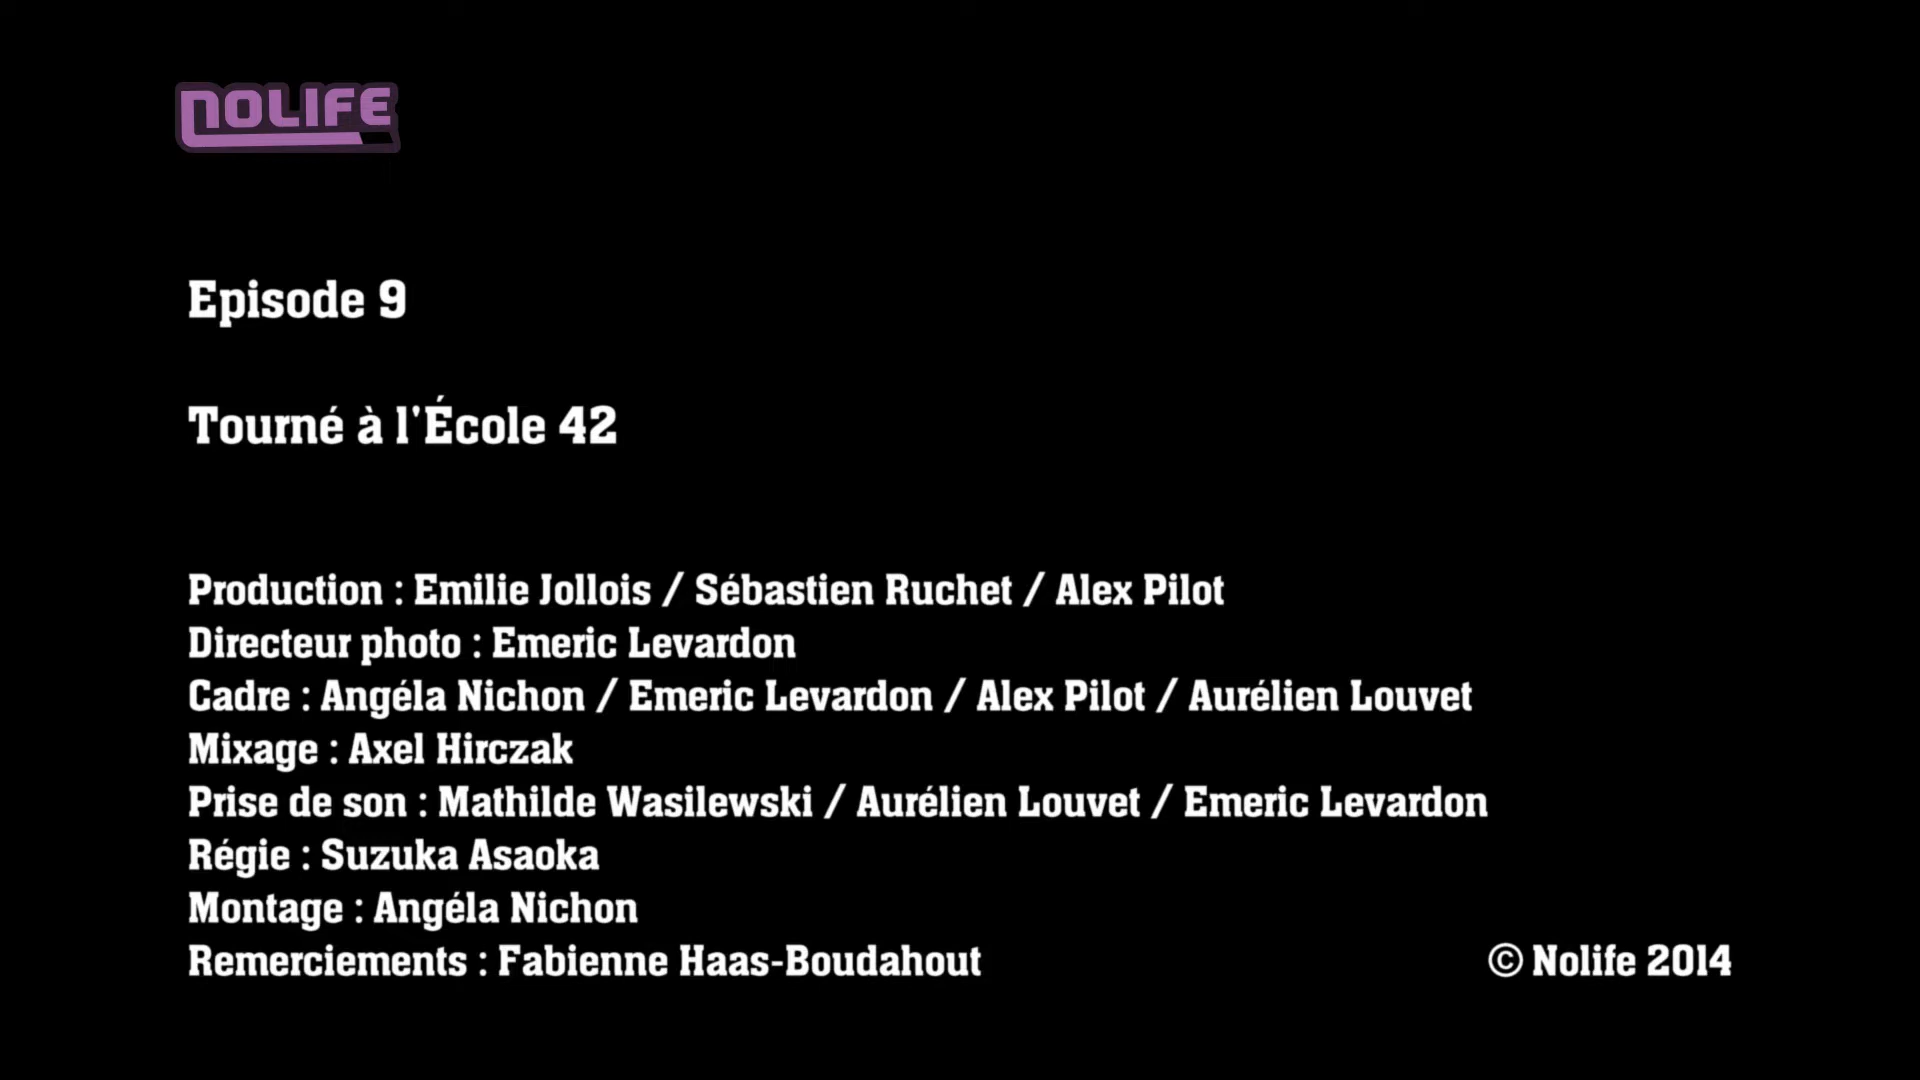 NOLIFE
Episode 9
Tourné à l'École 42
Production : Emilie Jollois / Sébastien Ruchet / Alex Pilot
Directeur photo : Emeric Levardon
Cadre : Angéla Nichon / Emeric Levardon / Alex Pilot / Aurélien Louvet
Mixage : Axel Hirczak
Prise de son : Mathilde Wasilewski / Aurélien Louvet / Emeric Levardon
Régie : Suzuka Asaoka
Montage : Angéla Nichon
Remerciements : Fabienne Haas-Boudahout
© Nolife 2014